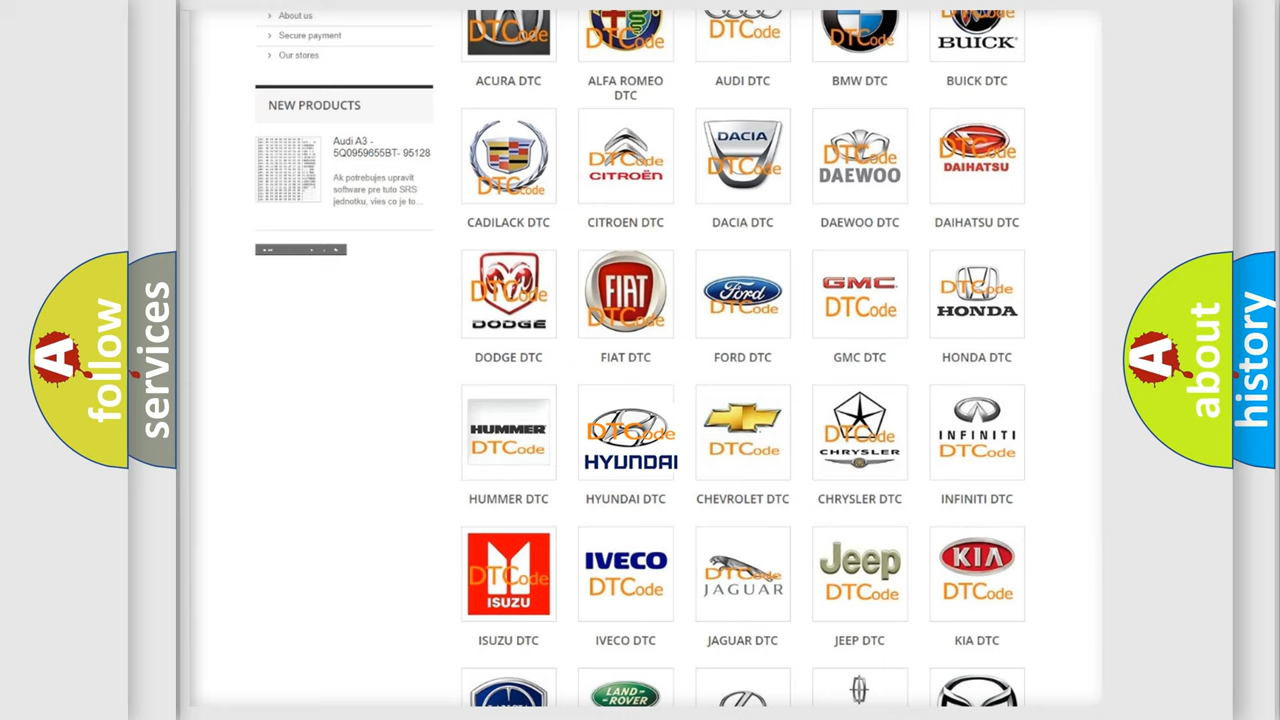 About us
Secure payment
Our stores
NEW PRODUCTS
Audi A3 -
5Q0959655BT- 95128
Ak potrebujes upravit
software pre tuto SRS
jednotku, vies co je to...
DTCode
DTCode
DTCode
DTCode
BUICK
ACURA DTC
ALFA ROMEO
DTC
AUDI DTC
BMW DTC
BUICK DTC
DTCode
DTCode
CITROËN
DACIA
DTCode
DTCode
DAEWOO
DTCode
DAIHATSU
CADILACK DTC
CITROEN DTC
DACIA DTC
DAEWOO DTC
DAIHATSU DTC
DTCode
DODGE
FIAT
DTCode
Ford
DTCode
GMC
DTCode
DTCode
HONDA
DODGE DTC
FIAT DTC
FORD DTC
GMC DTC
HONDA DTC
HUMMER
DTCode
DTCode
HYUNDAI
DTCode
DTCode
CHRYSLER
INFINITI
DTCode
HUMMER DTC
HYUNDAI DTC
CHEVROLET DTC
CHRYSLER DTC
INFINITI DTC
DTCode
ISUZU
IVECO
DTCode
DTCode
JAGUAR
Jeep
DTCode
KIA
DTCode
ISUZU DTC
IVECO DTC
JAGUAR DTC
JEEP DTC
KIA DTC
LAND-
ROVER
A
follow
services
A
about
history